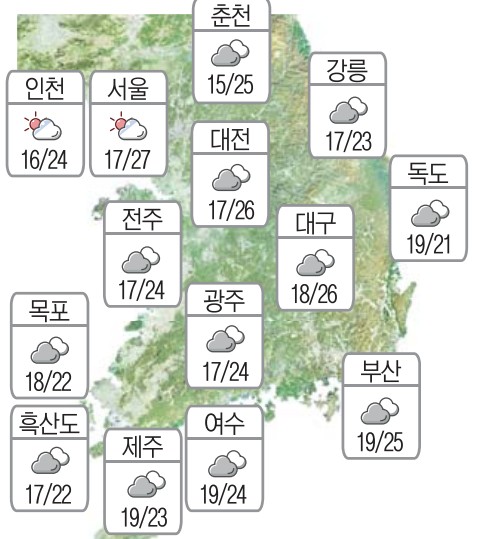 춘천
15/25
강릉
17/23
인천
16/24
서울
17/27
대전
17/26
독도
19/21
전주
17/24
대구
18/26
광주
17/24
목포
18/22
부산
19/25
흑산도
17/22
제주
19/23
여수
19/24